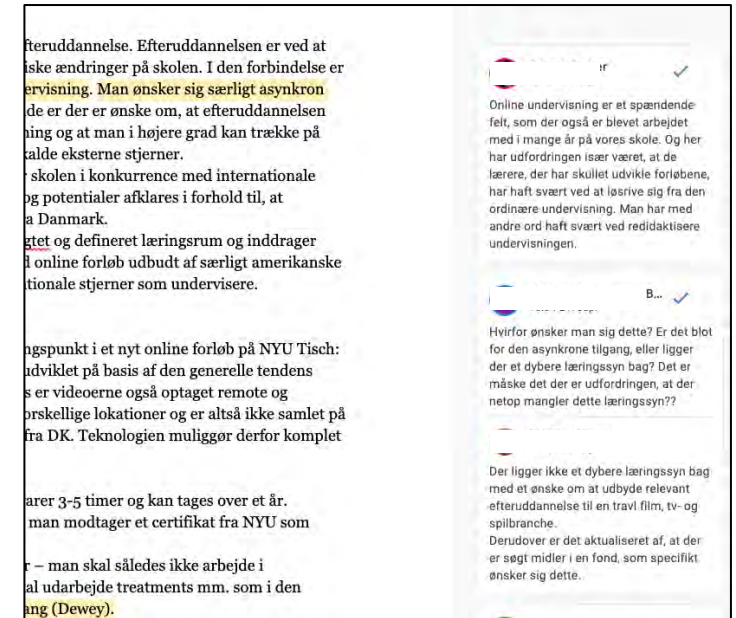 fteruddannelse. Efteruddannelsen er ved at
iske ændringer på skolen. I den forbindelse er
ervisning. Man ønsker sig særligt asynkron
de er der er ønske om, at efteruddannelsen
ning og at man i højere grad kan trække på
alde eksterne stjerner.
skolen i konkurrence med internationale
og potentialer afklares i forhold til, at
a Danmark.
gtet og defineret læringsrum og inddrager
d online forløb udbudt af særligt amerikanske
tionale stjerner som undervisere.
ngspunkt i et nyt online forløb på NYU Tisch:
udviklet på basis af den generelle tendens
s er videoerne også optaget remote og
orskellige lokationer og er altså ikke samlet på
fra DK. Teknologien muliggør derfor komplet
arer 3-5 timer og kan tages over et år.
man modtager et certifikat fra NYU som
r – man skal således ikke arbejde i
al udarbejde treatments mm. som i den
ang (Dewey).
er
Online undervisning er et spændende
felt, som der også er blevet arbejdet
med i mange år på vores skole. Og her
har udfordringen især været, at de
lærere, der har skullet udvikle forløbene,
har haft svært ved at løsrive sig fra den
ordinære undervisning. Man har med
andre ord haft svært ved redidaktisere
undervisningen.
B...
Hvirfor ønsker man sig dette? Er det blot
for den asynkrone tilgang, eller ligger
der et dybere læringssyn bag? Det er
måske det der er udfordringen, at der
netop mangler dette læringssyn??
Der ligger ikke et dybere læringssyn bag
med et ønske om at udbyde relevant
efteruddannelse til en travl film, tv- og
spilbranche.
Derudover er det aktualiseret af, at der
er søgt midler i en fond, som specifikt
ønsker sig dette.